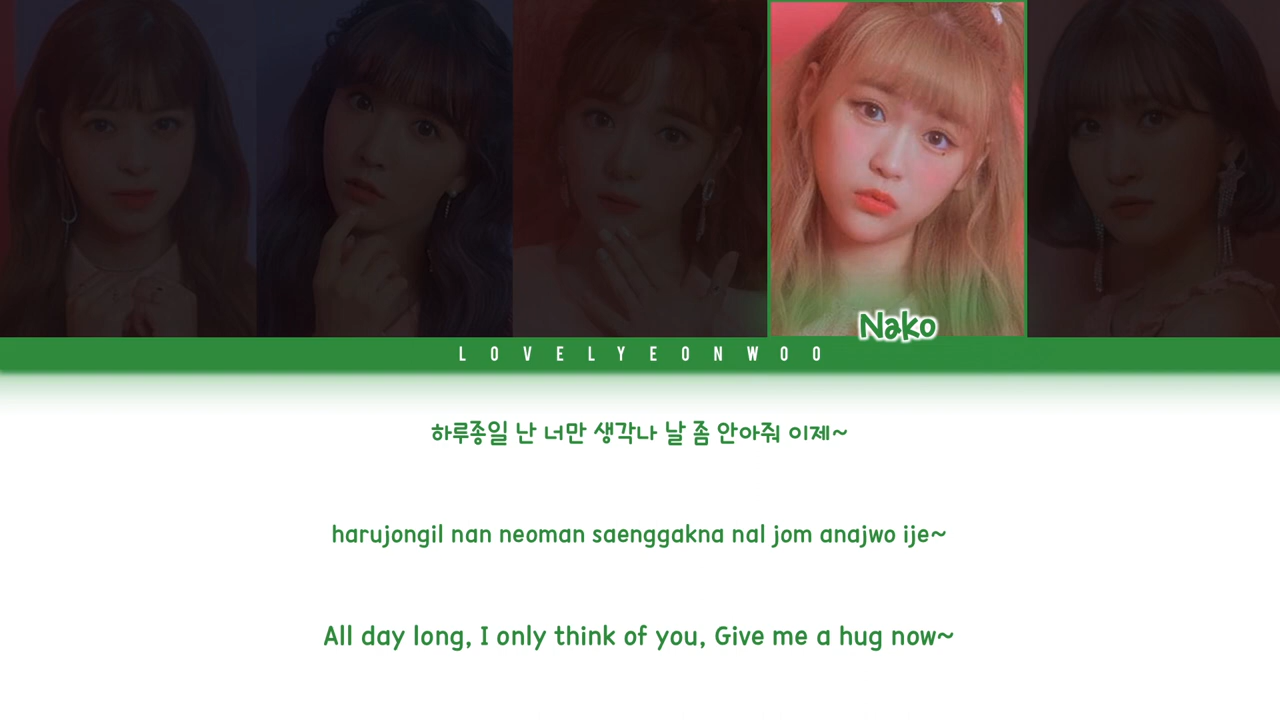 Nako
LOVELYEONWOO
하루종일 난 너만 생각나 날 좀 안아줘 이제~
harujongil nan neoman saenggakna nal jom anajwo ije~
All day long, I only think of you, Give me a hug now~